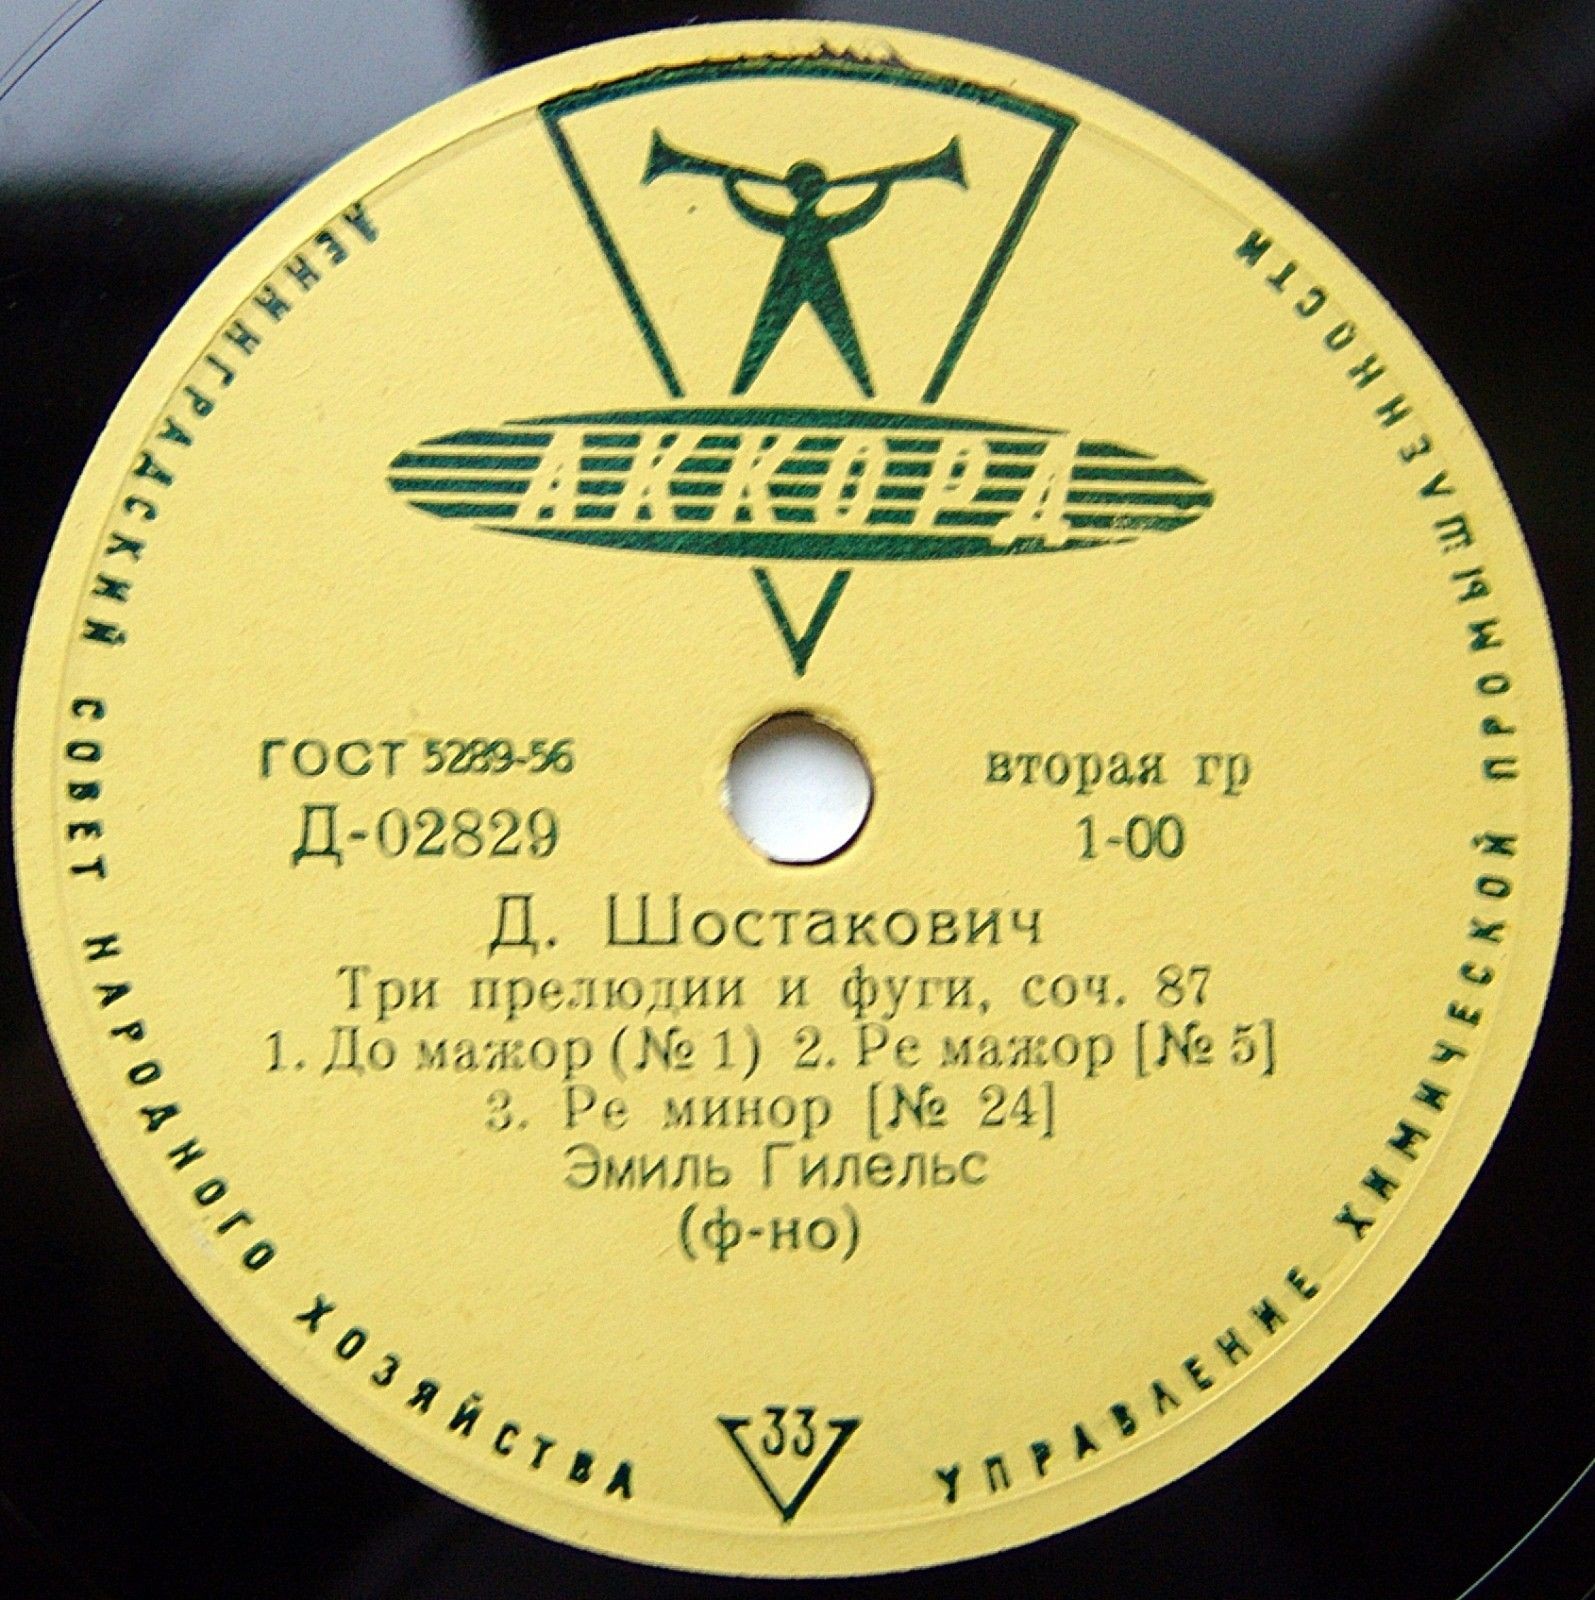 АККОРД
ГОСТ 5289-56
вторая гр
Д-02829
1-00
Д. Шостакович
Три прелюдии и фуги, соч. 87
1. До мажор (№ 1) 2. Ре мажор [№ 5]
3. Ре минор [№ 24]
Эмиль Гилельс
(ф-но)
33
ЛЕНИНГРАДСКИЙ СОВЕТ НАРОДНОГО ХОЗЯЙСТВА
УПРАВЛЕНИЕ ХИМИЧЕСКОЙ ПРОМЫШЛЕННОСТИ